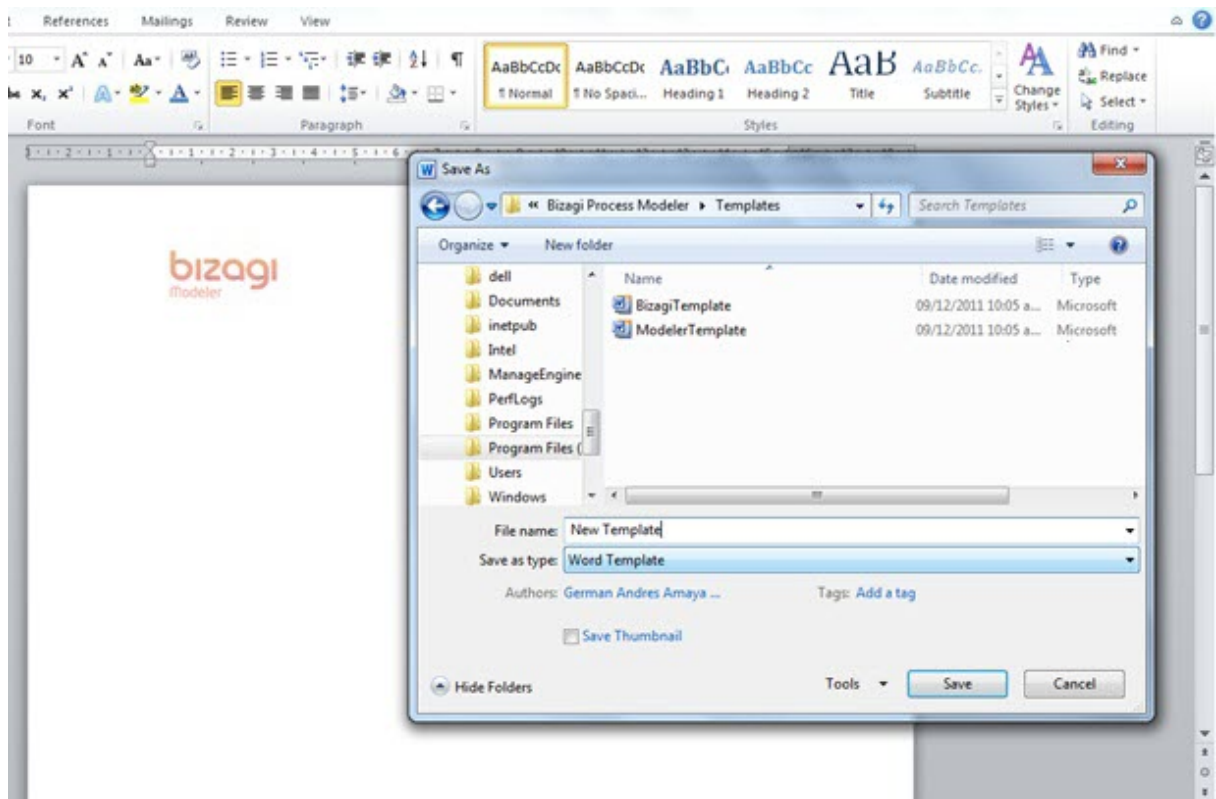 References Mailings Review View
10 Aa
AaBbCcDc AaBbCcDc AaBbC AaBbCc AaB AaBbCc.
¶ Normal ¶ No Spaci... Heading 1 Heading 2 Title Subtitle Change Styles
Find
Replace
Select
Font Paragraph Styles Editing
Save As
« Bizagi Process Modeler Templates Search Templates
Organize New folder
bizagi
Modeler
Name Date modified Type
dell
Documents
inetpub
Intel
ManageEngine
PerfLogs
Program Files
Program Files (
Users
Windows
BizagiTemplate 09/12/2011 10:05 a... Microsoft
ModelerTemplate 09/12/2011 10:05 a... Microsoft
File name: New Template
Save as type: Word Template
Authors: German Andres Amaya ... Tags: Add a tag
Save Thumbnail
Hide Folders Tools Save Cancel